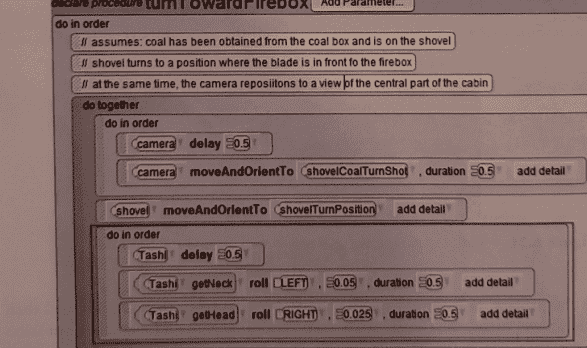 declare procedure turnTowardFirebox Add Parameter...
do in order
// assumes: coal has been obtained from the coal box and is on the shovel
// shovel turns to a position where the blade is in front fo the firebox
// at the same time, the camera reposiitons to a view of the central part of the cabin
do together
do in order
camera delay 0.5
camera moveAndOrientTo shovelCoalTurnShot , duration 0.5 add detail
shovel moveAndOrientTo shovelTurnPosition add detail
do in order
Tashi delay 0.5
Tashi getNeck roll LEFT , 0.05 , duration 0.5 add detail
Tashi getHead roll RIGHT , 0.025 , duration 0.5 add detail